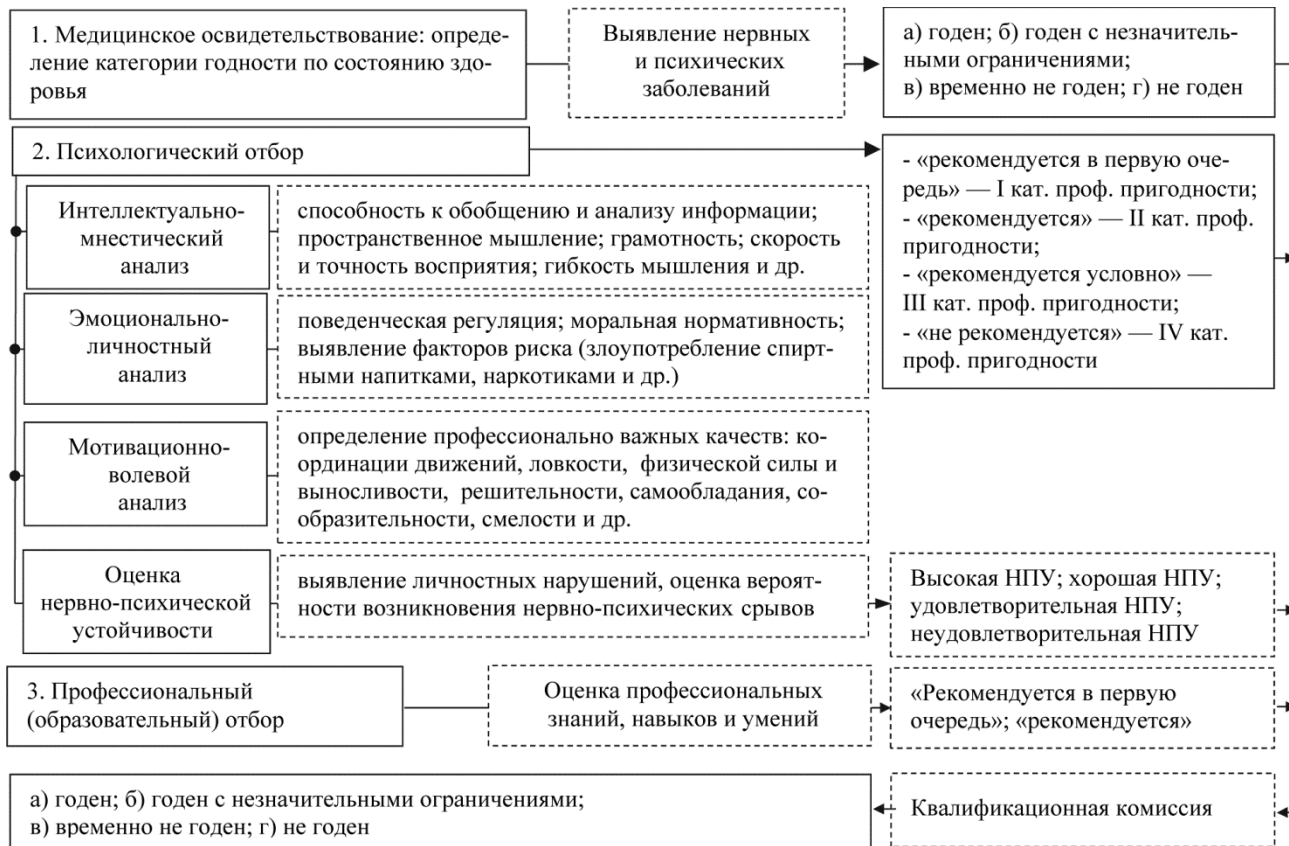 1. Медицинское освидетельствование: опреде-
ление категории годности по состоянию здо-
ровья
Выявление нервных
и психических
заболеваний
а) годен; б) годен с незначитель-
ными ограничениями;
в) временно не годен; г) не годен
2. Психологический отбор
- «рекомендуется в первую оче-
редь» — I кат. проф. пригодности;
- «рекомендуется» — II кат. проф.
пригодности;
- «рекомендуется условно» —
III кат. проф. пригодности;
- «не рекомендуется» — IV кат.
проф. пригодности
Интеллектуально-
мнестический
анализ
способность к обобщению и анализу информации;
пространственное мышление; грамотность; скорость
и точность восприятия; гибкость мышления и др.
Эмоционально-
личностный
анализ
поведенческая регуляция; моральная нормативность;
выявление факторов риска (злоупотребление спирт-
ными напитками, наркотиками и др.)
Мотивационно-
волевой
анализ
определение профессионально важных качеств: ко-
ординации движений, ловкости, физической силы и
выносливости, решительности, самообладания, со-
образительности, смелости и др.
Оценка
нервно-психической
устойчивости
выявление личностных нарушений, оценка вероят-
ности возникновения нервно-психических срывов
Высокая НПУ; хорошая НПУ;
удовлетворительная НПУ;
неудовлетворительная НПУ
3. Профессиональный
(образовательный) отбор
Оценка профессиональных
знаний, навыков и умений
«Рекомендуется в первую
очередь»; «рекомендуется»
а) годен; б) годен с незначительными ограничениями;
в) временно не годен; г) не годен
Квалификационная комиссия